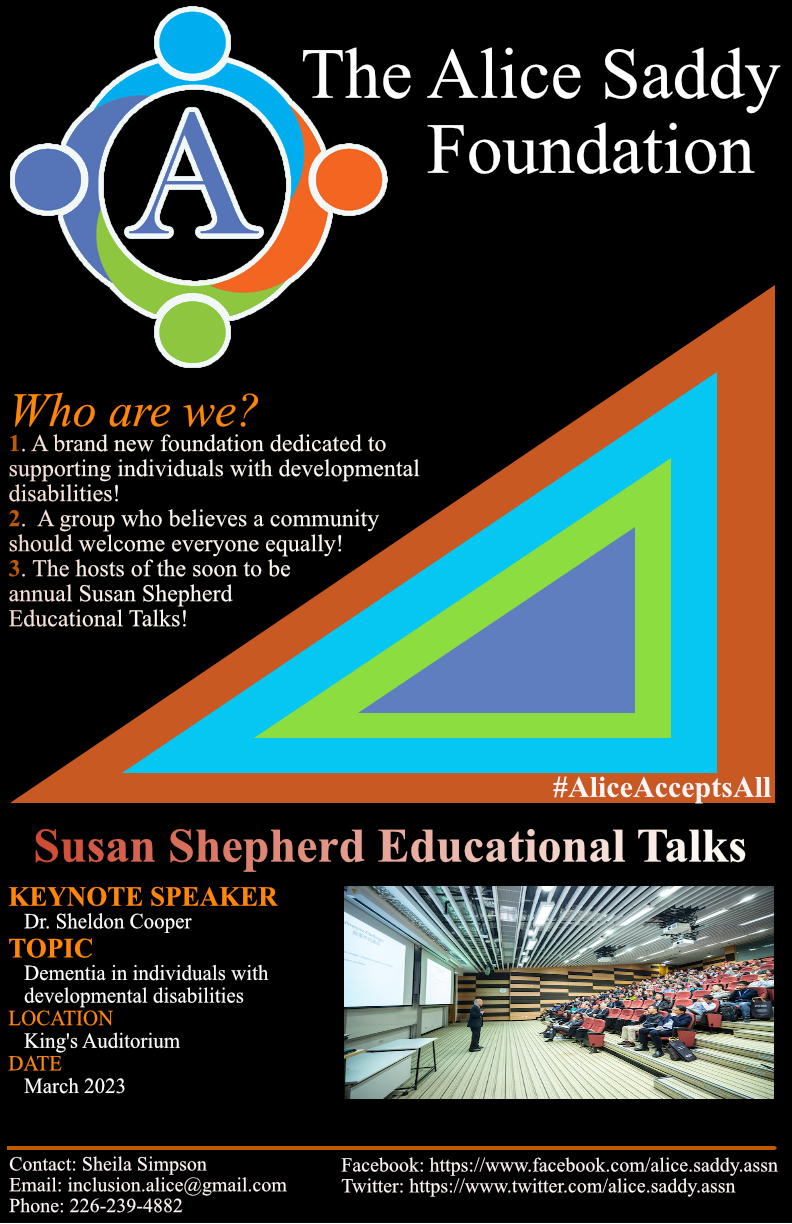 A
The Alice Saddy
Foundation
Who are we?
1. A brand new foundation dedicated to
supporting individuals with developmental
disabilities!
2.  A group who believes a community
should welcome everyone equally!
3. The hosts of the soon to be
annual Susan Shepherd
Educational Talks!
#AliceAcceptsAll
Susan Shepherd Educational Talks
KEYNOTE SPEAKER
Dr. Sheldon Cooper
TOPIC
Dementia in individuals with
developmental disabilities
LOCATION
King's Auditorium
DATE
March 2023
Contact: Sheila Simpson
Email: inclusion.alice@gmail.com
Phone: 226-239-4882
Facebook: https://www.facebook.com/alice.saddy.assn
Twitter: https://www.twitter.com/alice.saddy.assn